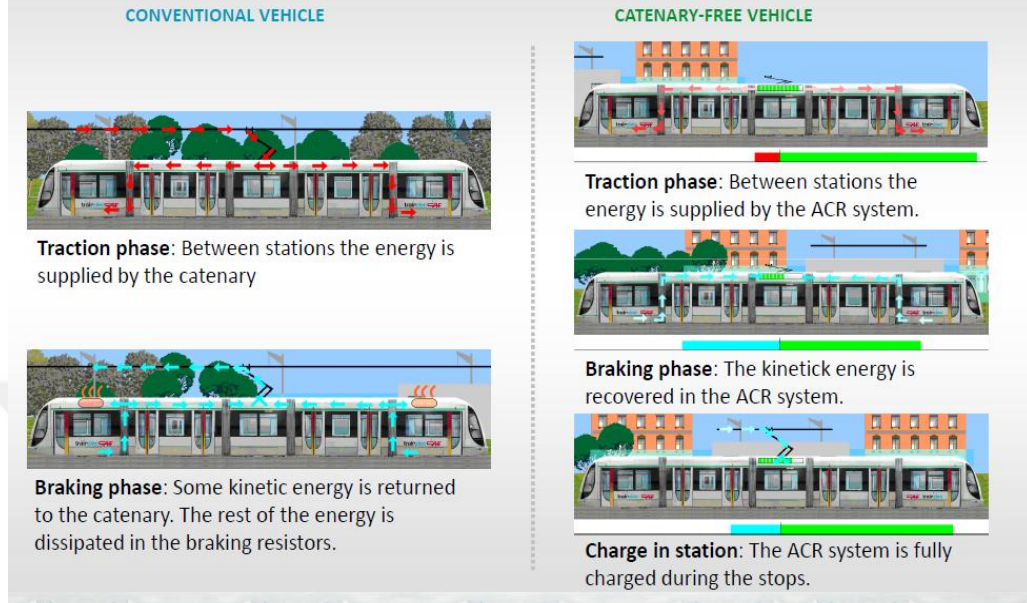 CONVENTIONAL VEHICLE
Traction phase: Between stations the energy is
supplied by the catenary
Braking phase: Some kinetic energy is returned
to the catenary. The rest of the energy is
dissipated in the braking resistors.
CATENARY-FREE VEHICLE
Traction phase: Between stations the
energy is supplied by the ACR system.
Braking phase: The kinetick energy is
recovered in the ACR system.
Charge in station: The ACR system is fully
charged during the stops.